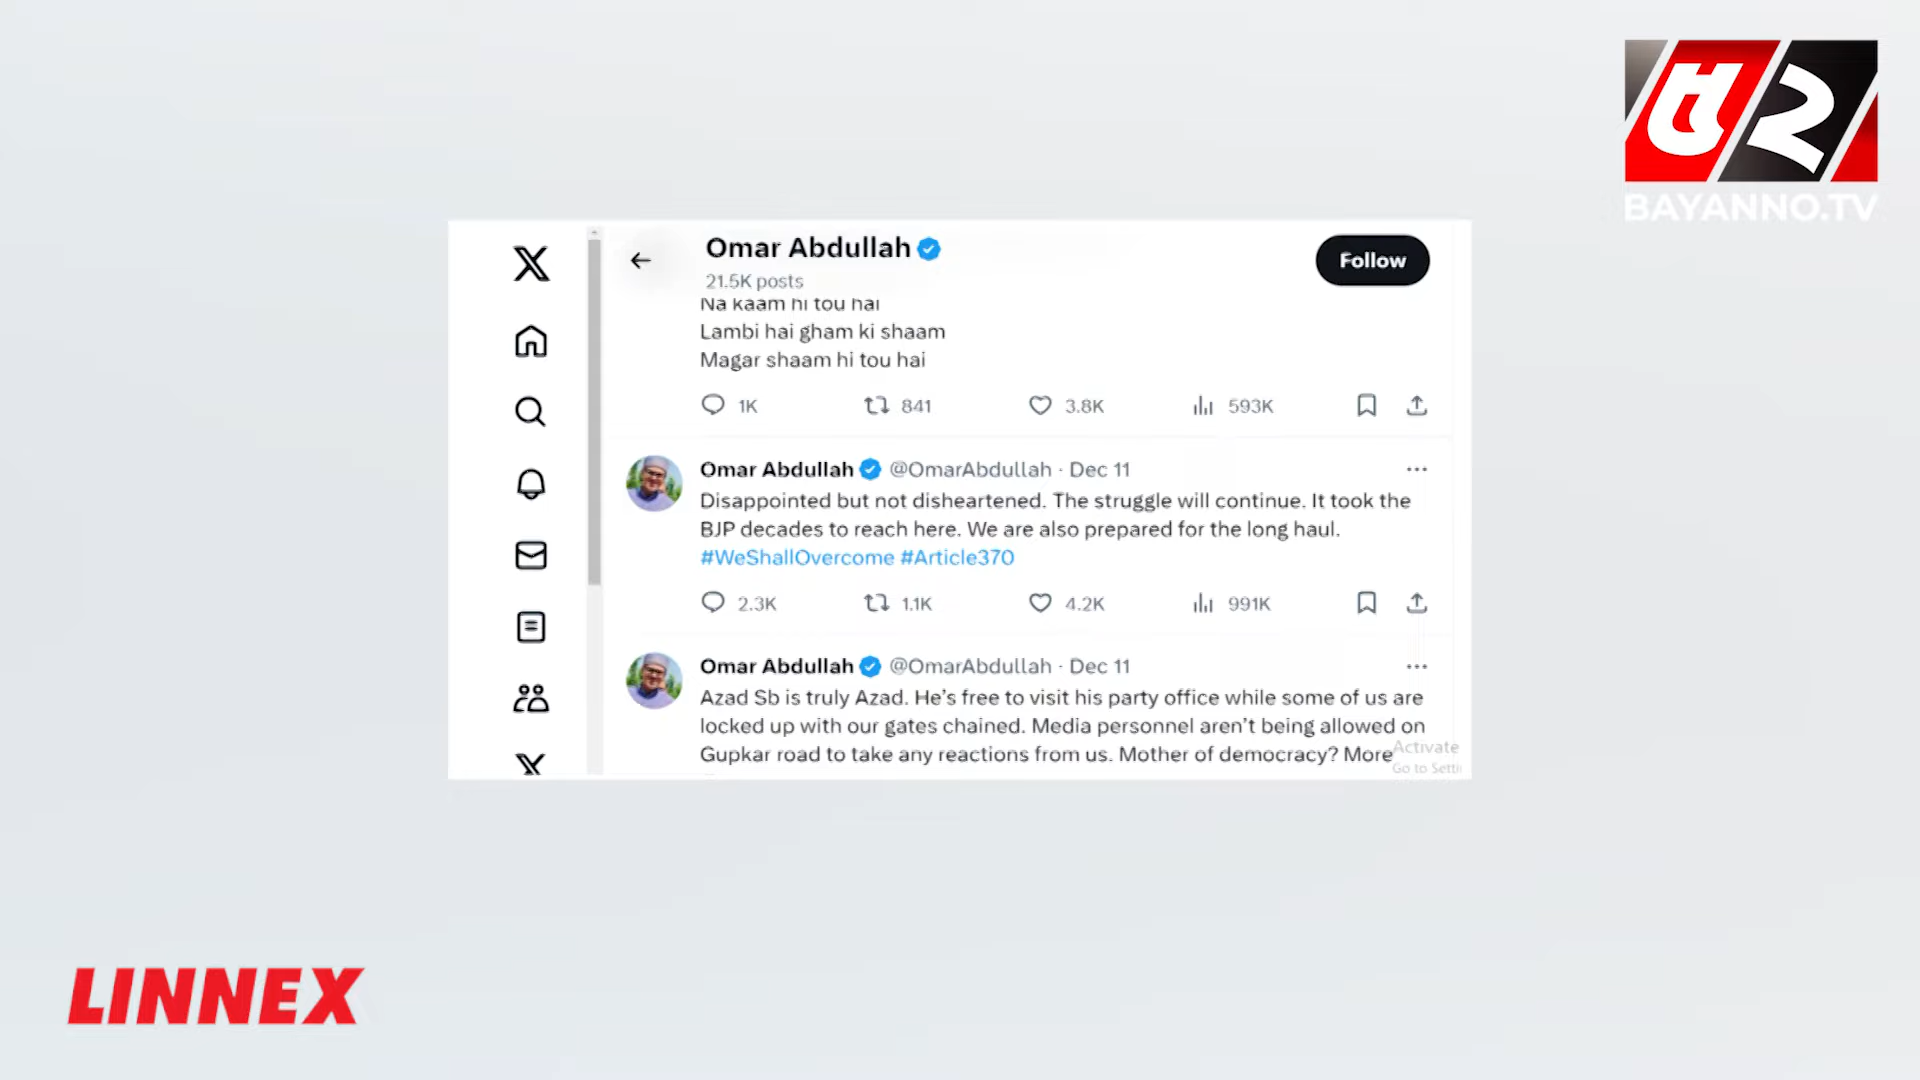 ৫২
BAYANNO.TV
Omar Abdullah
21.5K posts
Follow
Na kaam hi tou hai
Lambi hai gham ki shaam
Magar shaam hi tou hai
1K 841 3.8K 593K
Omar Abdullah @OmarAbdullah · Dec 11
Disappointed but not disheartened. The struggle will continue. It took the
BJP decades to reach here. We are also prepared for the long haul.
#WeShallOvercome #Article370
2.3K 1.1K 4.2K 991K
Omar Abdullah @OmarAbdullah · Dec 11
Azad Sb is truly Azad. He’s free to visit his party office while some of us are
locked up with our gates chained. Media personnel aren’t being allowed on
Gupkar road to take any reactions from us. Mother of democracy? More
Activate
Go to Setti
LINNEX